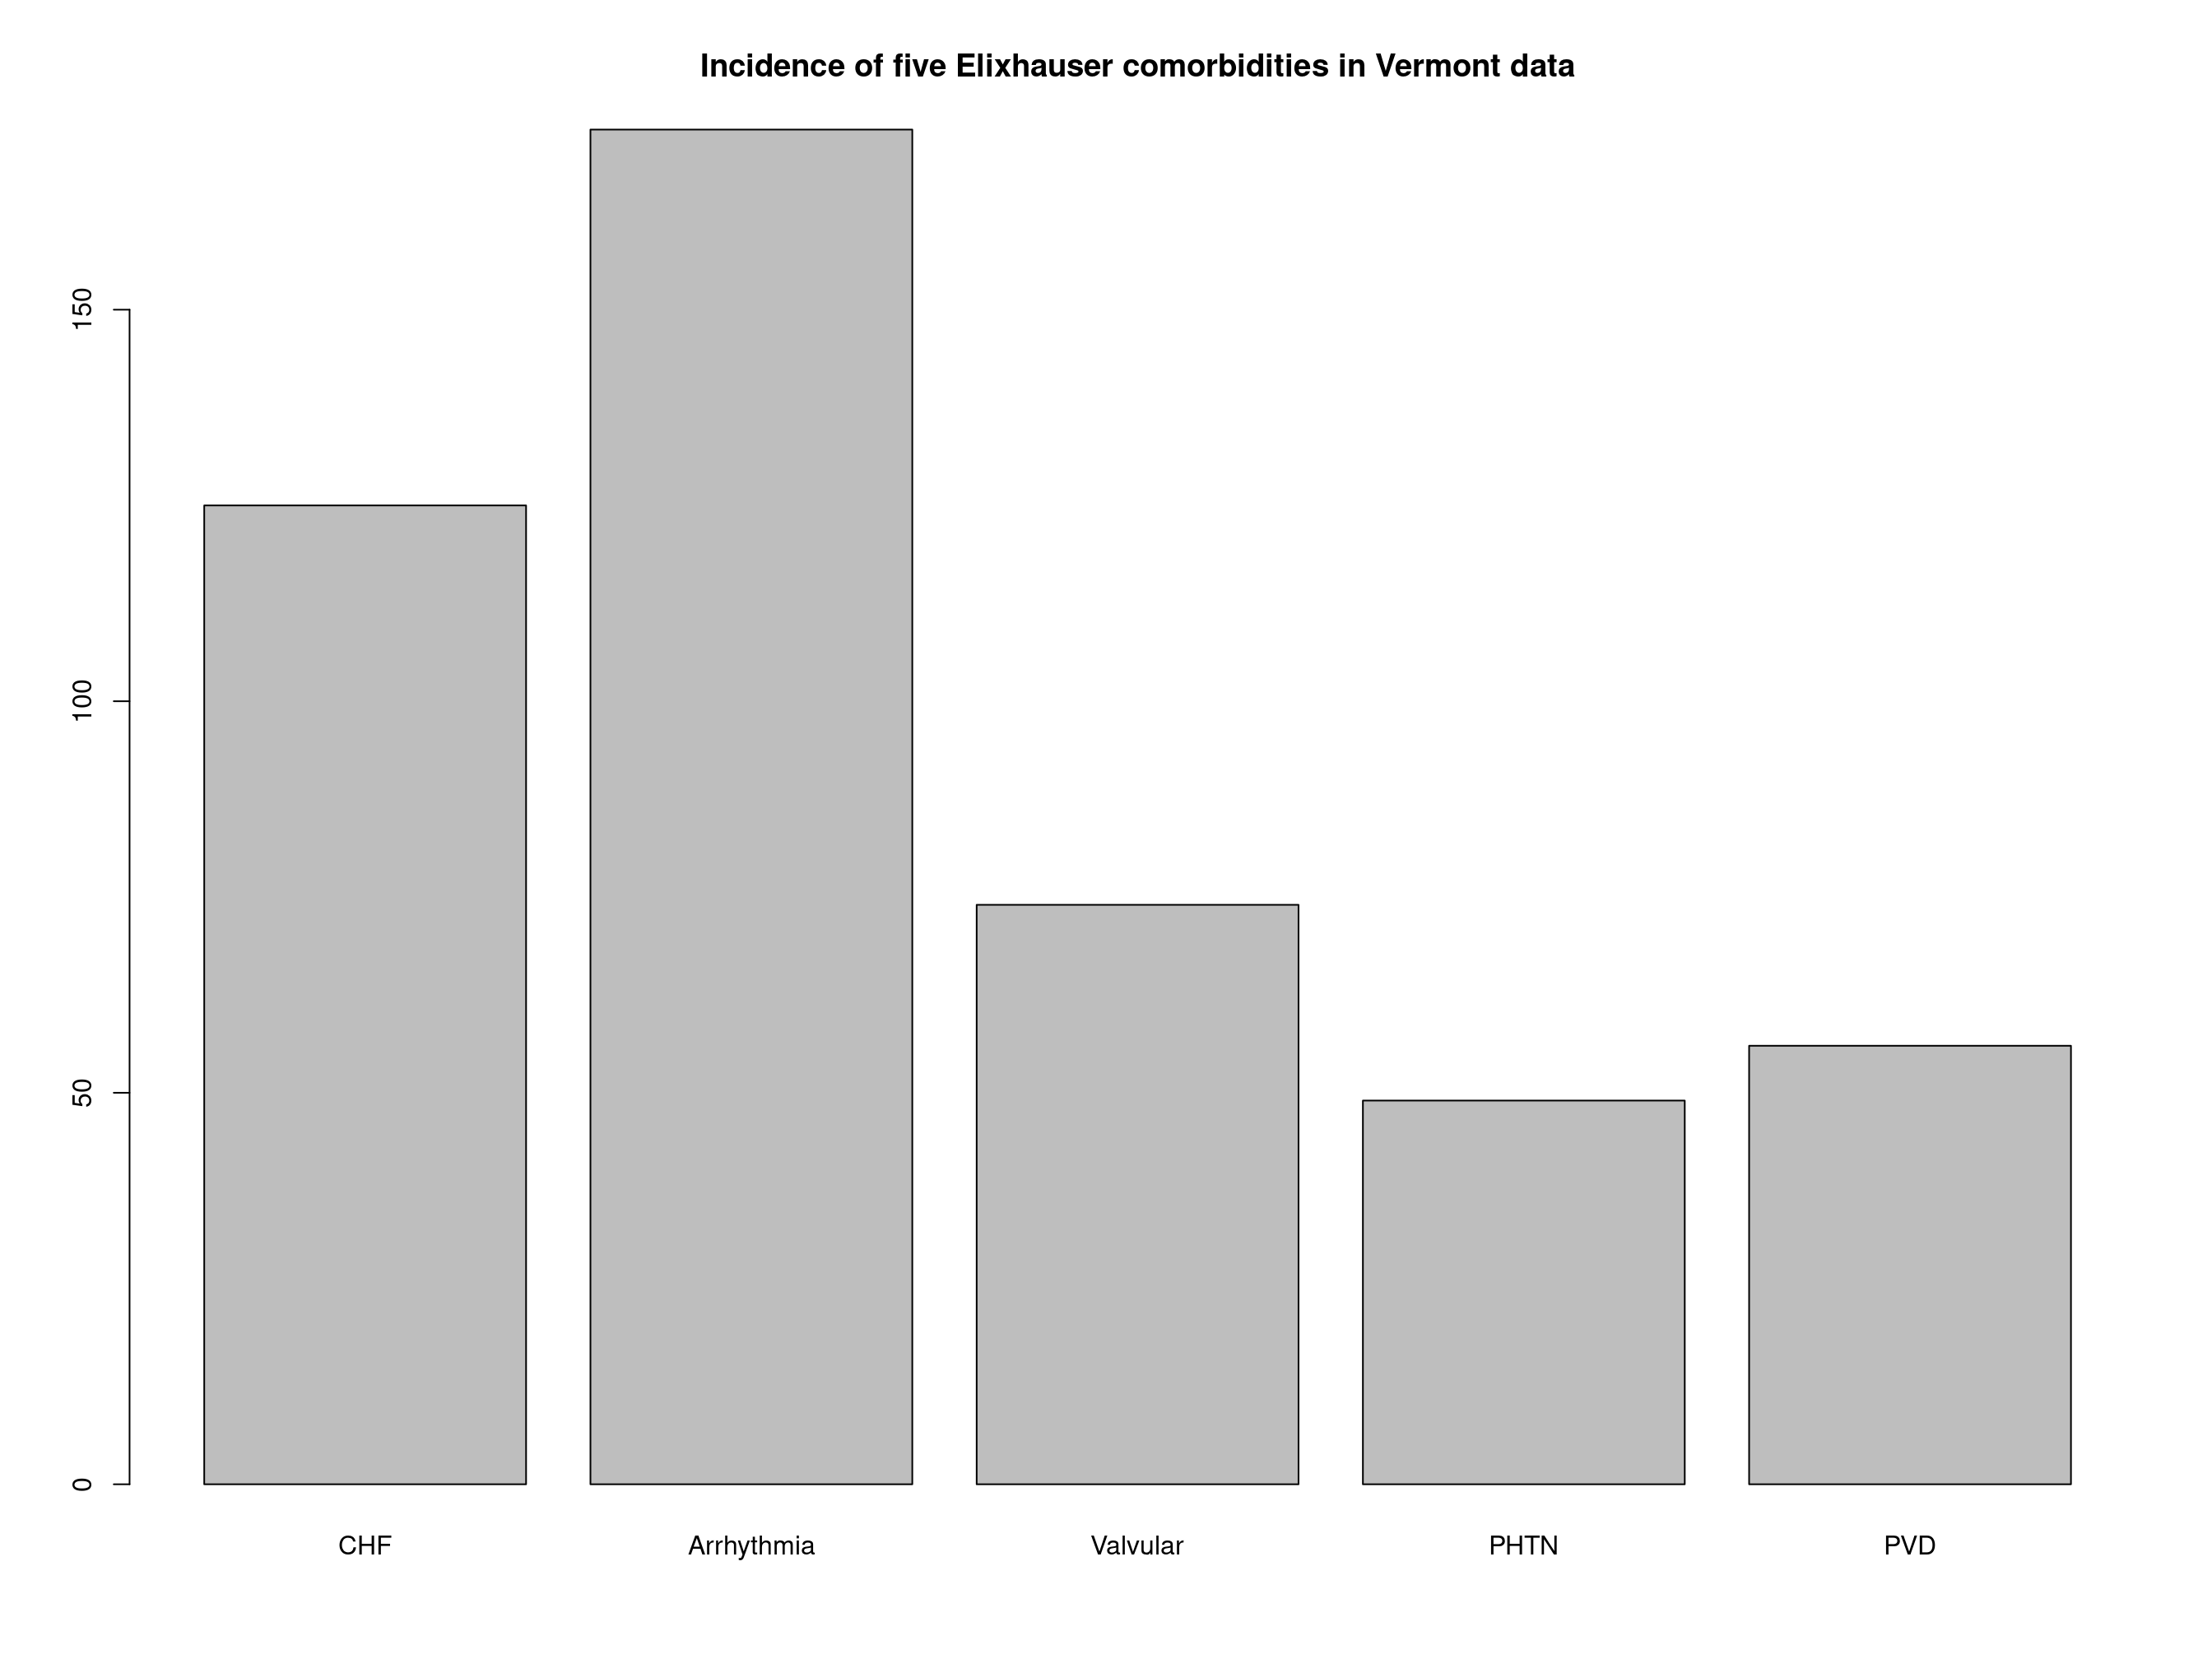 Incidence of five Elixhauser comorbidities in Vermont data
150
100
50
0
CHF Arrhythmia Valvular PHTN PVD